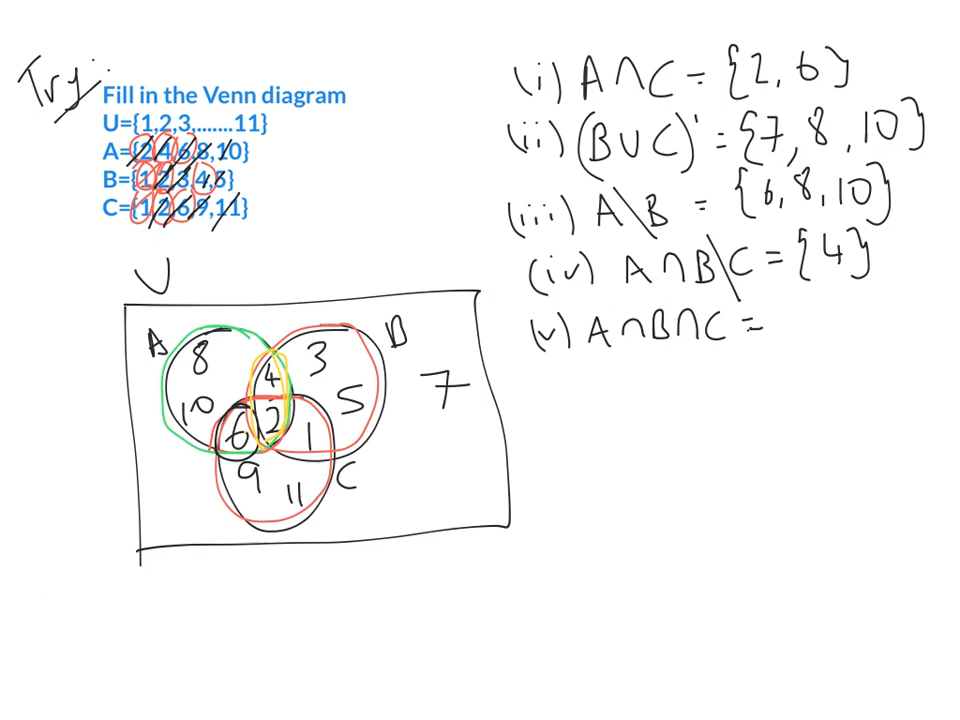 Try:
Fill in the Venn diagram
U={1,2,3,.......11}
A={2,4,6,8,10}
B={1,2,3,4,5}
C={1,2,6,9,11}
(i) A∩C = {2, 6}
(ii) (B∪C)' = {7, 8, 10}
(iii) A\B = {6, 8, 10}
(iv) A∩B\C = {4}
(v) A∩B∩C =
U
A 8 4 3 B
10 5 7
6 2 1
9 11 C